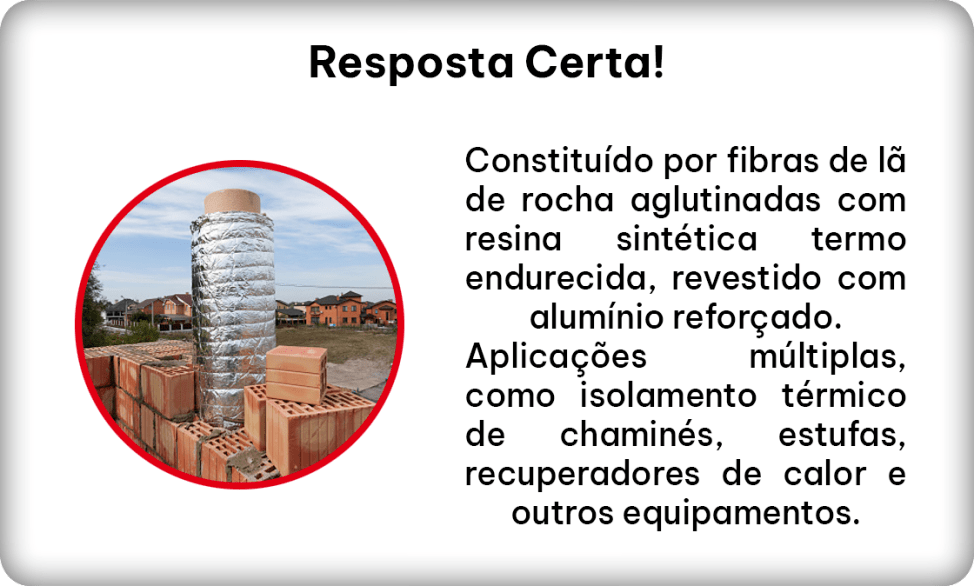 Resposta Certa!
Constituído por fibras de lã
de rocha aglutinadas com
resina sintética termo
endurecida, revestido com
alumínio reforçado.
Aplicações múltiplas,
como isolamento térmico
de chaminés, estufas,
recuperadores de calor e
outros equipamentos.